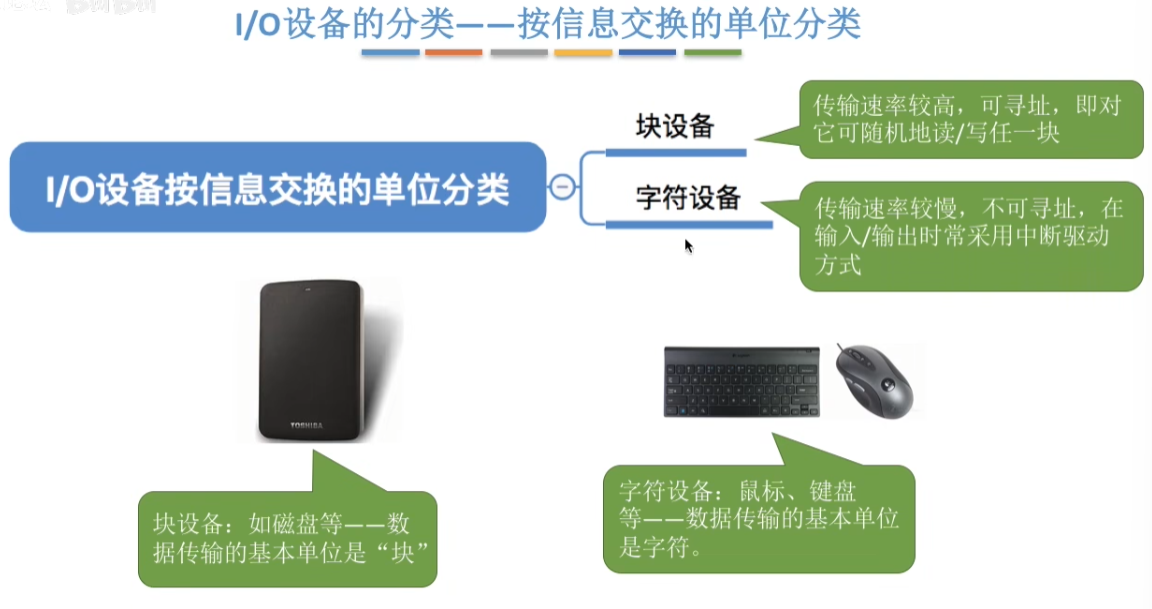 I/O设备的分类——按信息交换的单位分类
I/O设备按信息交换的单位分类
块设备
传输速率较高，可寻址，即对
它可随机地读/写任一块
字符设备
传输速率较慢，不可寻址，在
输入/输出时常采用中断驱动
方式
TOSHIBA
块设备：如磁盘等——数
据传输的基本单位是“块”
字符设备：鼠标、键盘
等——数据传输的基本单位
是字符。